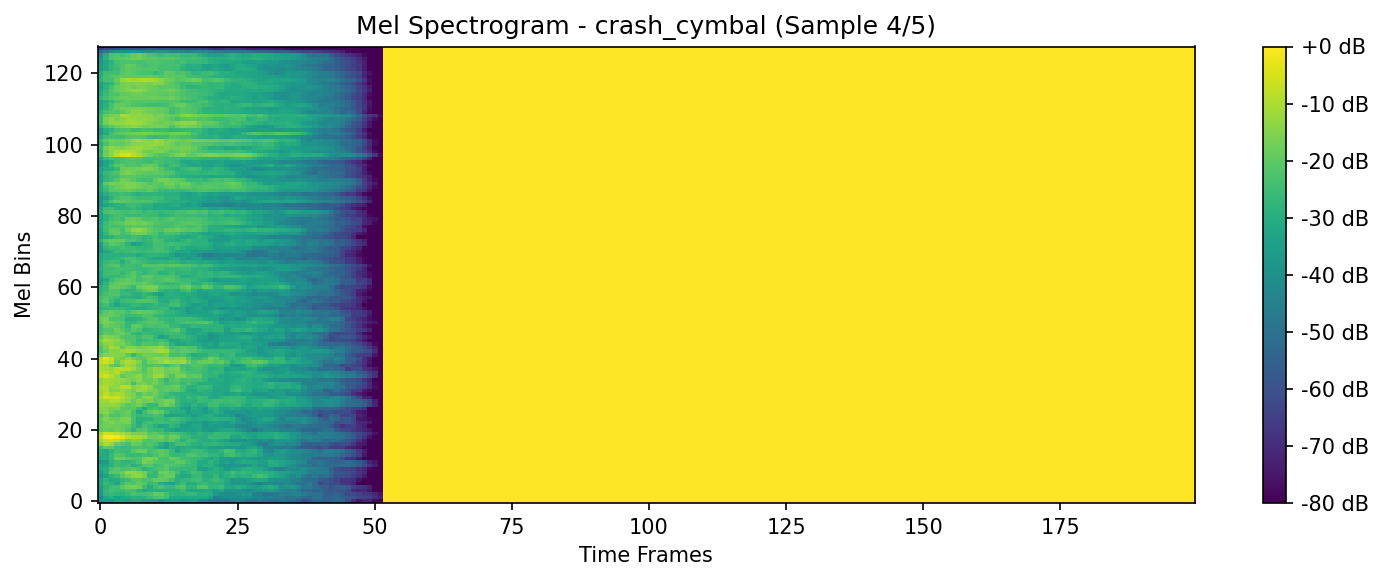 Mel Spectrogram - crash_cymbal (Sample 4/5)
Mel Bins
120
100
80
60
40
20
0
0 25 50 75 100 125 150 175
Time Frames
+0 dB
-10 dB
-20 dB
-30 dB
-40 dB
-50 dB
-60 dB
-70 dB
-80 dB